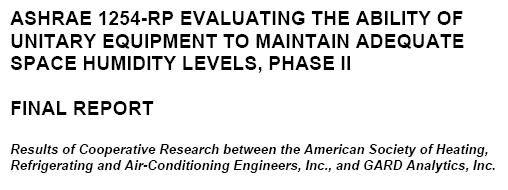 ASHRAE 1254-RP EVALUATING THE ABILITY OF
UNITARY EQUIPMENT TO MAINTAIN ADEQUATE
SPACE HUMIDITY LEVELS, PHASE II
FINAL REPORT
Results of Cooperative Research between the American Society of Heating,
Refrigerating and Air-Conditioning Engineers, Inc., and GARD Analytics, Inc.